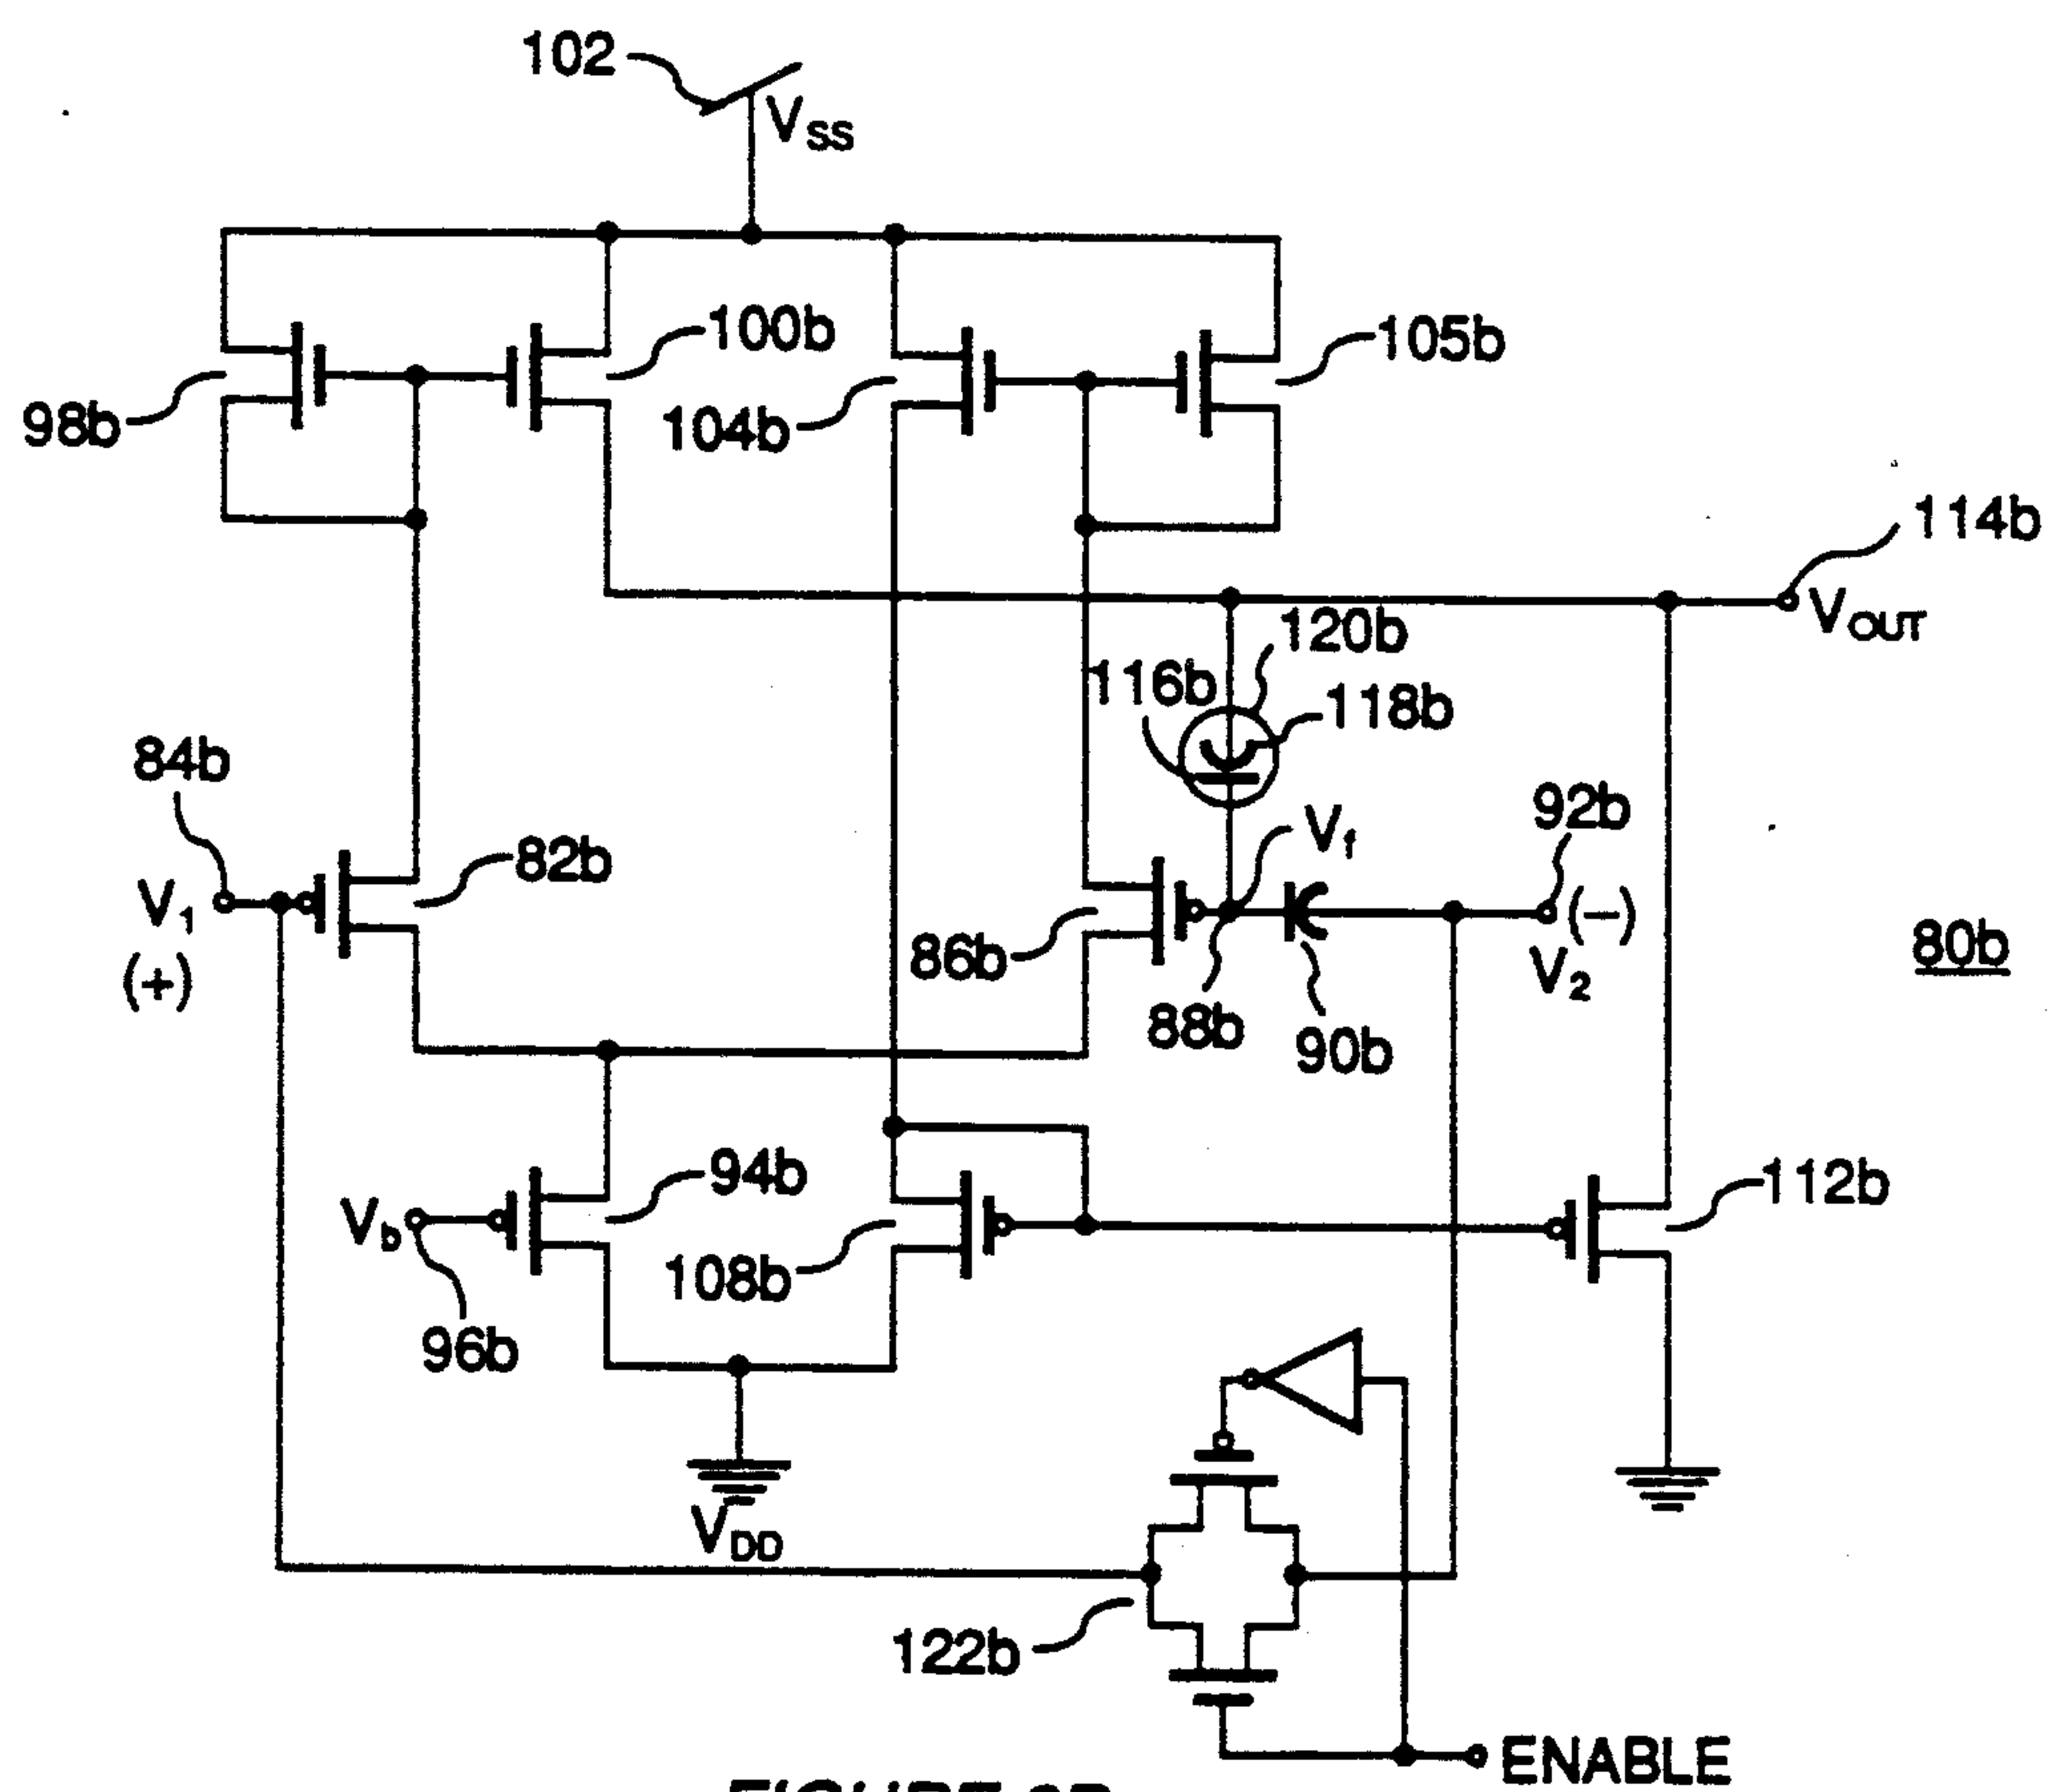 102
VSS
100b
105b
98b
104b
114b
VOUT
120b
116b
118b
84b
92b
Vf
82b
V1
(−)
86b
80b
(+)
V2
88b
90b
94b
112b
Vb
108b
96b
VDD
122b
ENABLE